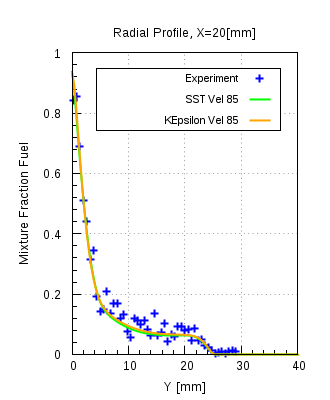 Radial Profile, X=20[mm]
1
Experiment
SST Vel 85
KEpsilon Vel 85
0.8
0.6
0.4
0.2
0
Mixture Fraction Fuel
0 10 20 30 40
Y [mm]